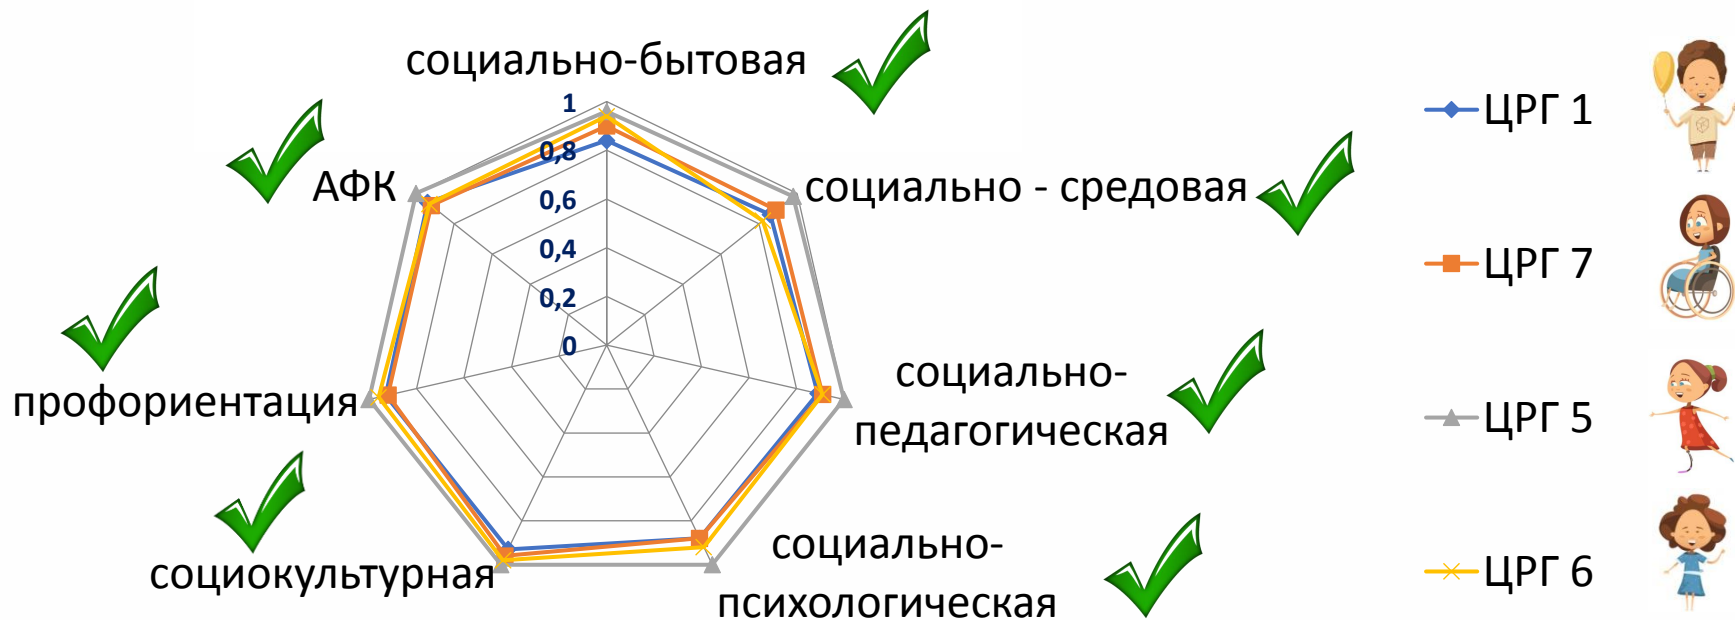 социально-бытовая
1
0,8
0,6
0,4
0,2
0
АФК
социально - средовая
профориентация
социально-
педагогическая
социокультурная
социально-
психологическая
ЦРГ 1
ЦРГ 7
ЦРГ 5
ЦРГ 6